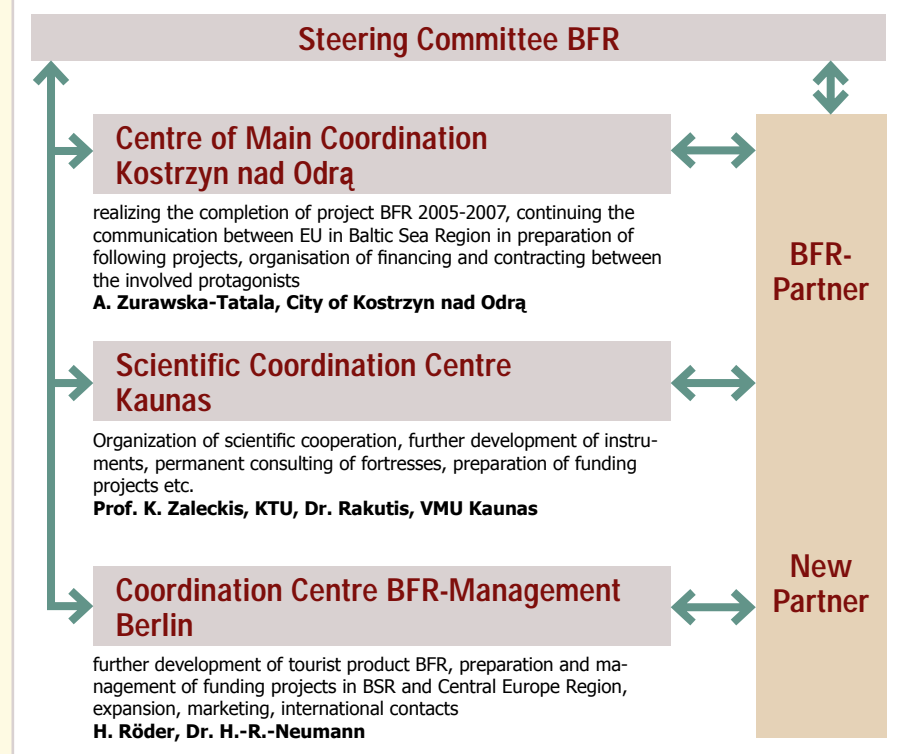 Steering Committee BFR
Centre of Main Coordination
Kostrzyn nad Odrą
realizing the completion of project BFR 2005-2007, continuing the
communication between EU in Baltic Sea Region in preparation of
following projects, organisation of financing and contracting between
the involved protagonists
A. Zurawska-Tatala, City of Kostrzyn nad Odrą
Scientific Coordination Centre
Kaunas
Organization of scientific cooperation, further development of instru-
ments, permanent consulting of fortresses, preparation of funding
projects etc.
Prof. K. Zaleckis, KTU, Dr. Rakutis, VMU Kaunas
Coordination Centre BFR-Management
Berlin
further development of tourist product BFR, preparation and ma-
nagement of funding projects in BSR and Central Europe Region,
expansion, marketing, international contacts
H. Röder, Dr. H.-R.-Neumann
BFR-
Partner
New
Partner